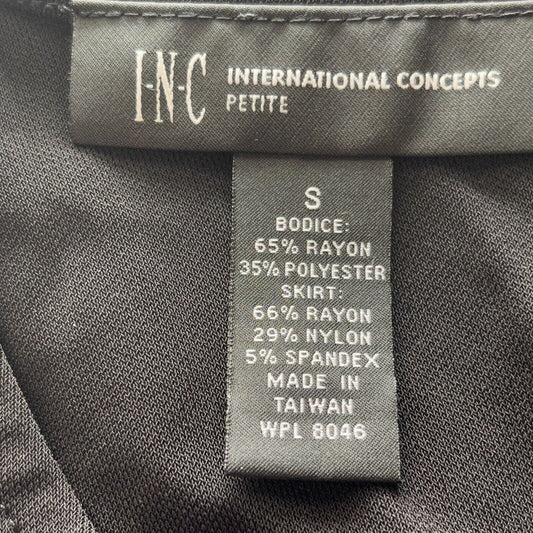 I·N·C INTERNATIONAL CONCEPTS
PETITE
S
BODICE:
65% RAYON
35% POLYESTER
SKIRT:
66% RAYON
29% NYLON
5% SPANDEX
MADE IN
TAIWAN
WPL 8046